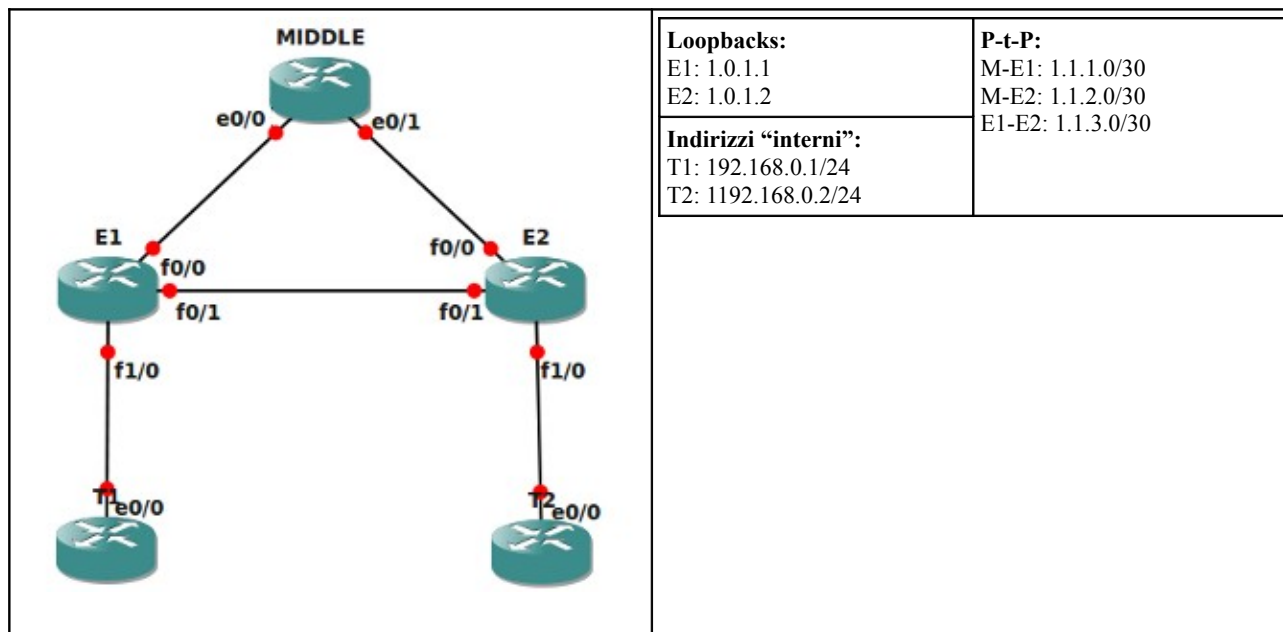 MIDDLE
e0/0
e0/1
E1
E2
f0/0
f0/0
f0/1
f0/1
f1/0
f1/0
T1
e0/0
T2
e0/0
Loopbacks:
E1: 1.0.1.1
E2: 1.0.1.2
Indirizzi “interni”:
T1: 192.168.0.1/24
T2: 1192.168.0.2/24
P-t-P:
M-E1: 1.1.1.0/30
M-E2: 1.1.2.0/30
E1-E2: 1.1.3.0/30